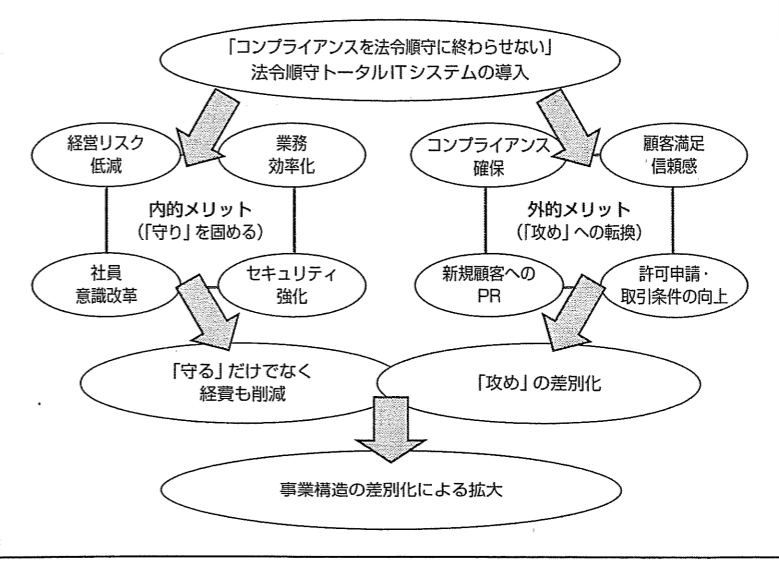 「コンプライアンスを法令順守に終わらせない」
法令順守トータルITシステムの導入
経営リスク
低減
業務
効率化
内的メリット
（「守り」を固める）
社員
意識改革
セキュリティ
強化
コンプライアンス
確保
顧客満足
信頼感
外的メリット
（「攻め」への転換）
新規顧客への
PR
許可申請・
取引条件の向上
「守る」だけでなく
経費も削減
「攻め」の差別化
事業構造の差別化による拡大